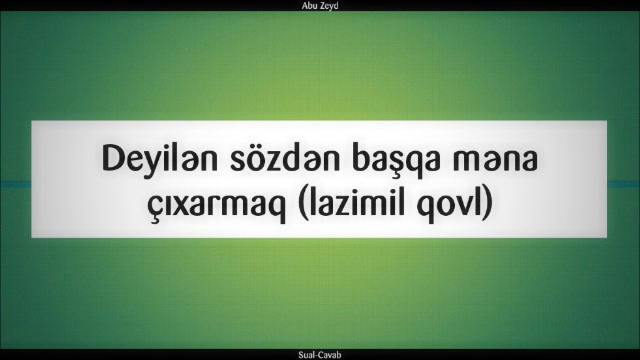 Abu Zeyd
Deyilən sözdən başqa məna
çıxarmaq (lazimil qovl)
Sual-Cavab